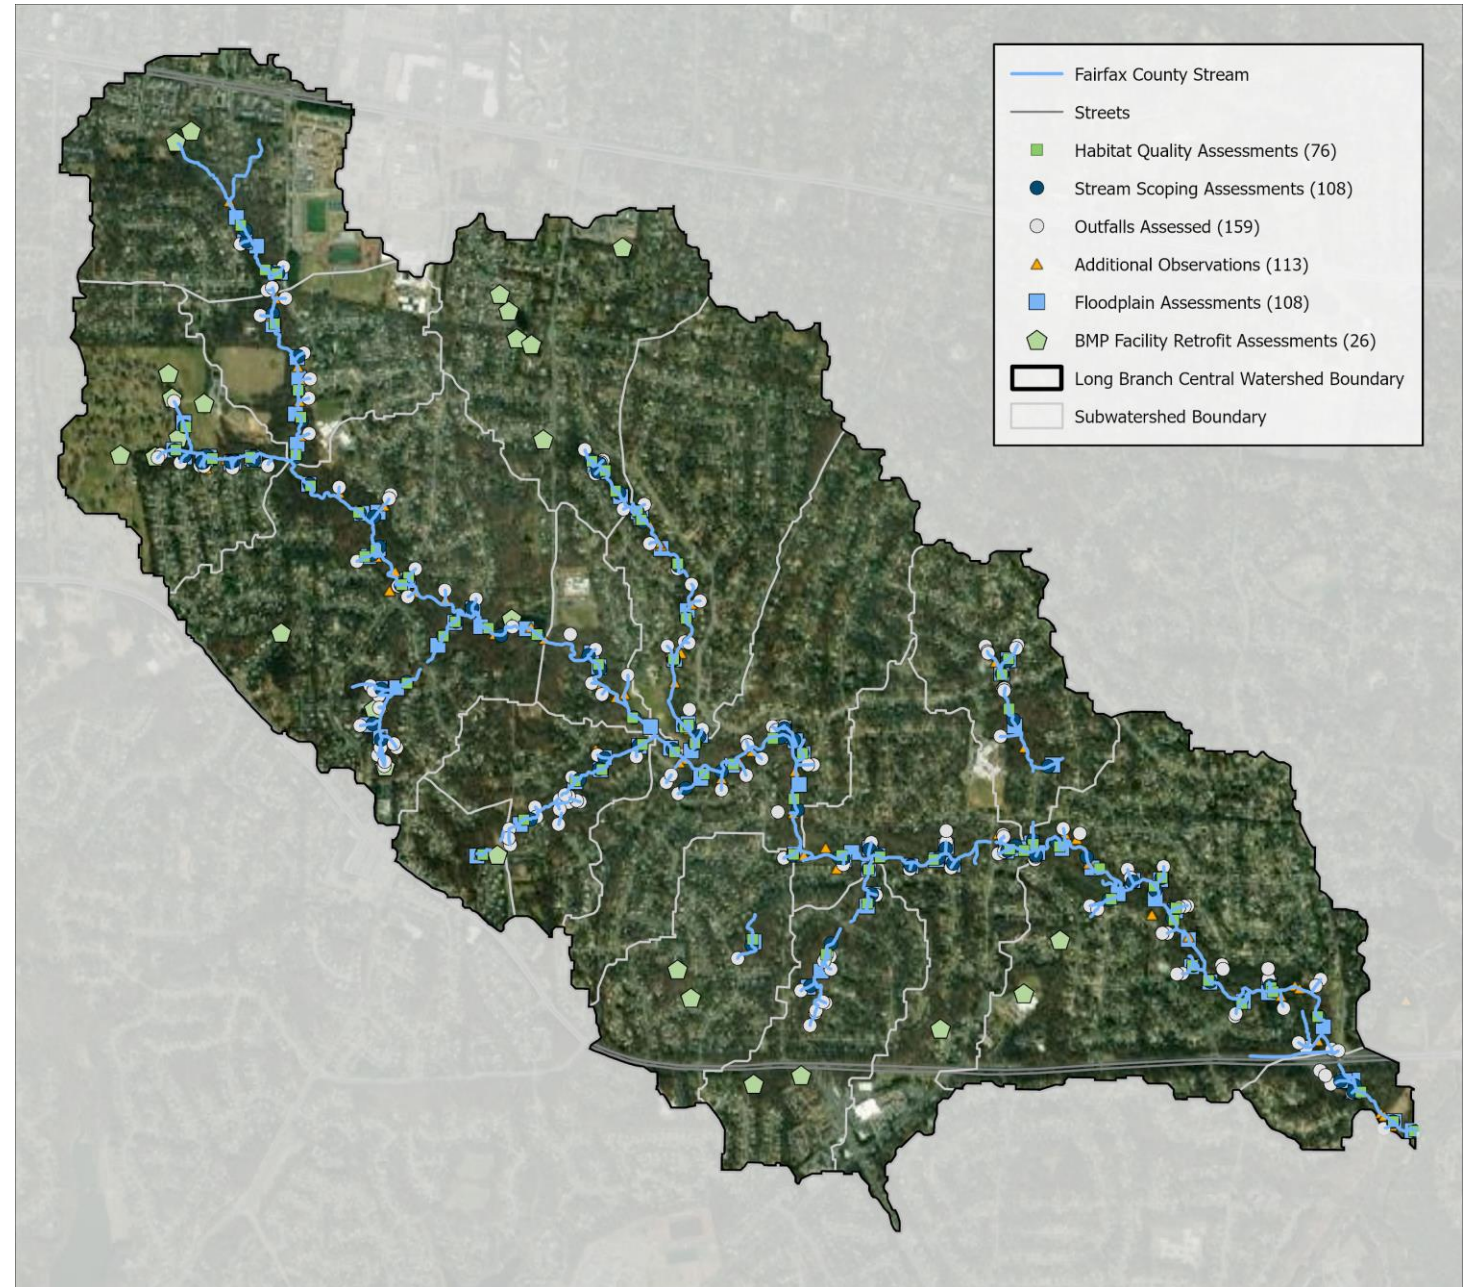 Fairfax County Stream
Streets
Habitat Quality Assessments (76)
Stream Scoping Assessments (108)
Outfalls Assessed (159)
Additional Observations (113)
Floodplain Assessments (108)
BMP Facility Retrofit Assessments (26)
Long Branch Central Watershed Boundary
Subwatershed Boundary